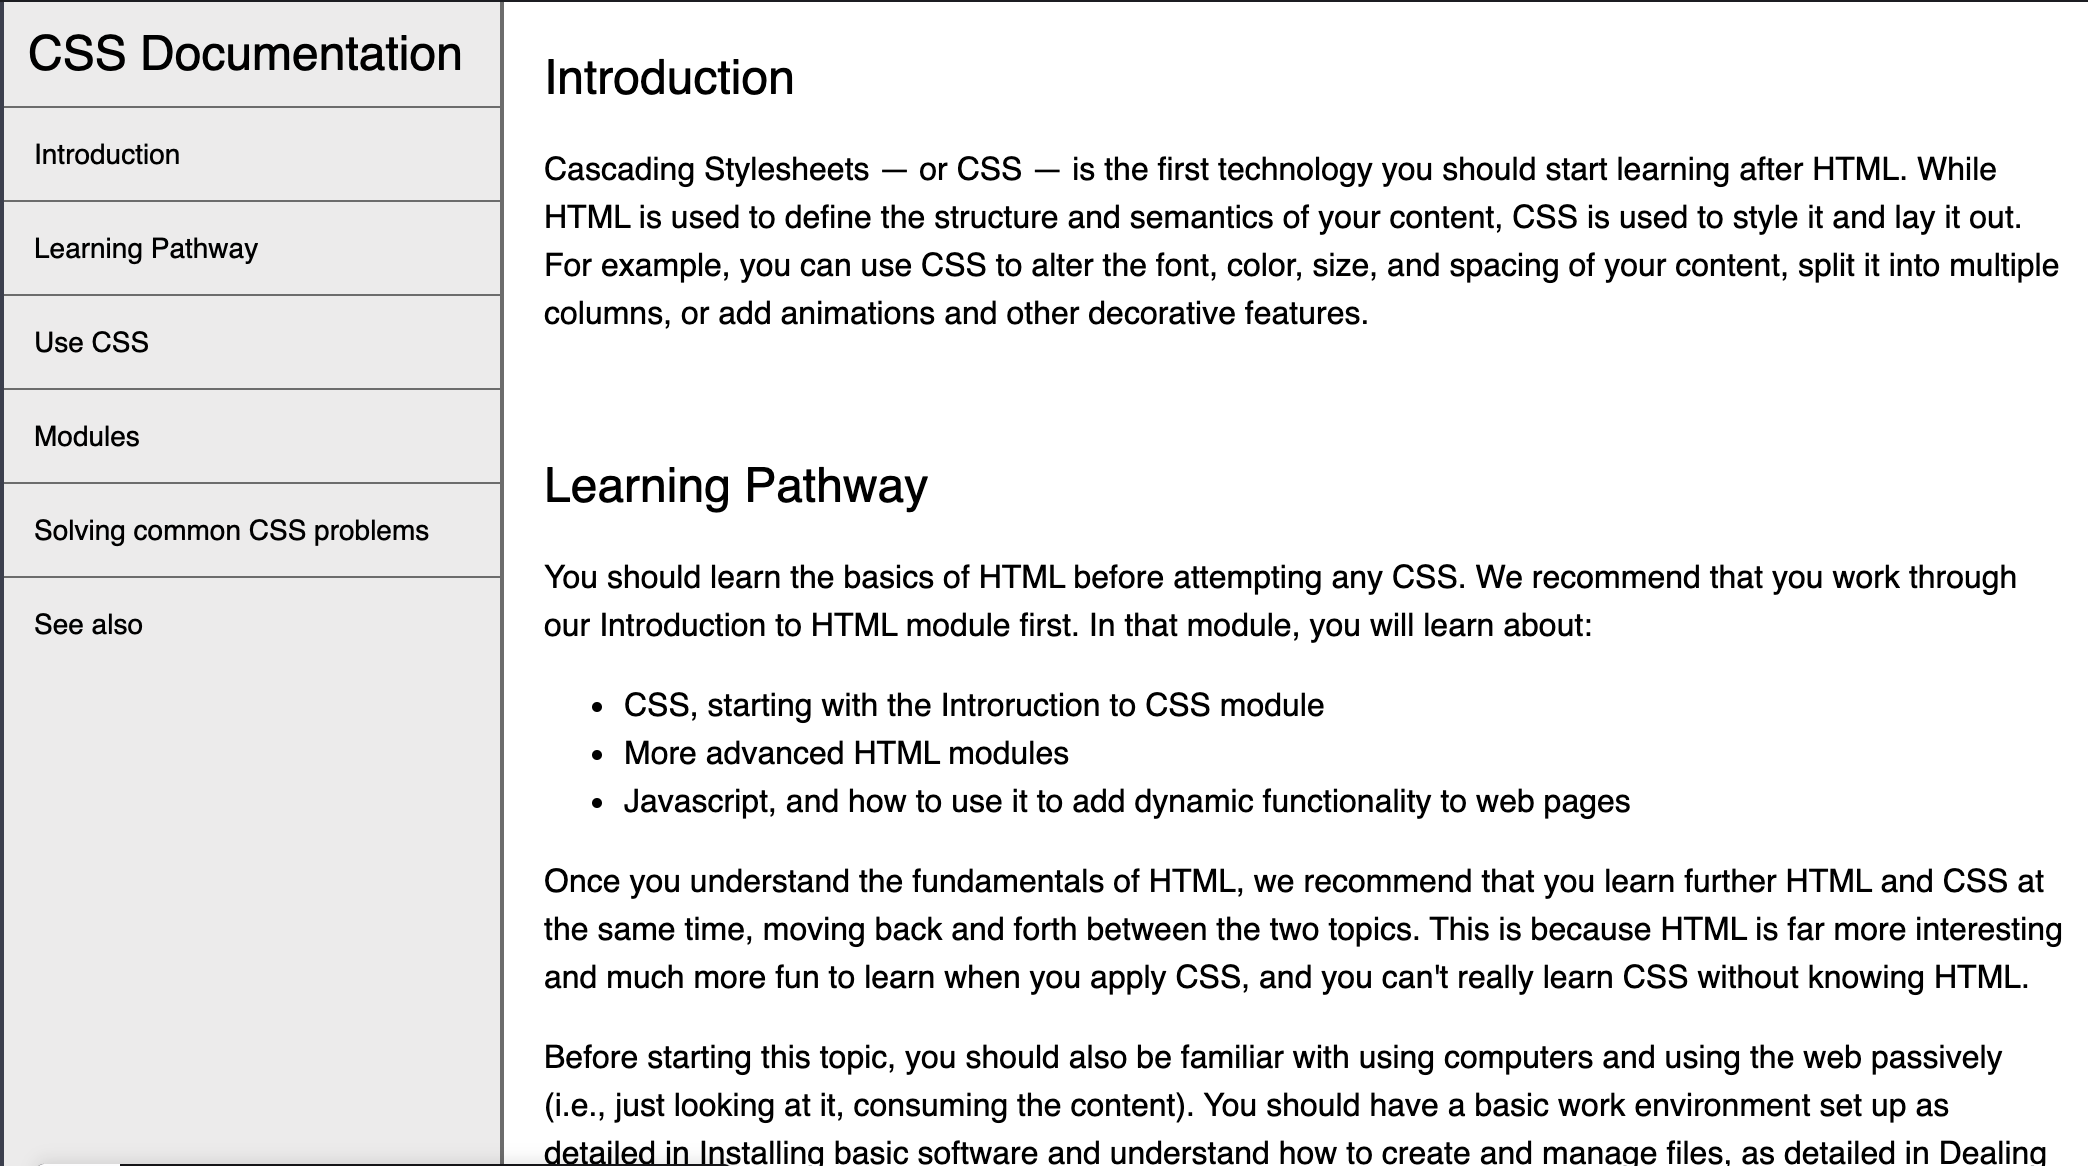 CSS Documentation
Introduction
Learning Pathway
Use CSS
Modules
Solving common CSS problems
See also
Introduction
Cascading Stylesheets — or CSS — is the first technology you should start learning after HTML. While
HTML is used to define the structure and semantics of your content, CSS is used to style it and lay it out.
For example, you can use CSS to alter the font, color, size, and spacing of your content, split it into multiple
columns, or add animations and other decorative features.
Learning Pathway
You should learn the basics of HTML before attempting any CSS. We recommend that you work through
our Introduction to HTML module first. In that module, you will learn about:
• CSS, starting with the Introruction to CSS module
• More advanced HTML modules
• Javascript, and how to use it to add dynamic functionality to web pages
Once you understand the fundamentals of HTML, we recommend that you learn further HTML and CSS at
the same time, moving back and forth between the two topics. This is because HTML is far more interesting
and much more fun to learn when you apply CSS, and you can't really learn CSS without knowing HTML.
Before starting this topic, you should also be familiar with using computers and using the web passively
(i.e., just looking at it, consuming the content). You should have a basic work environment set up as
detailed in Installing basic software and understand how to create and manage files, as detailed in Dealing